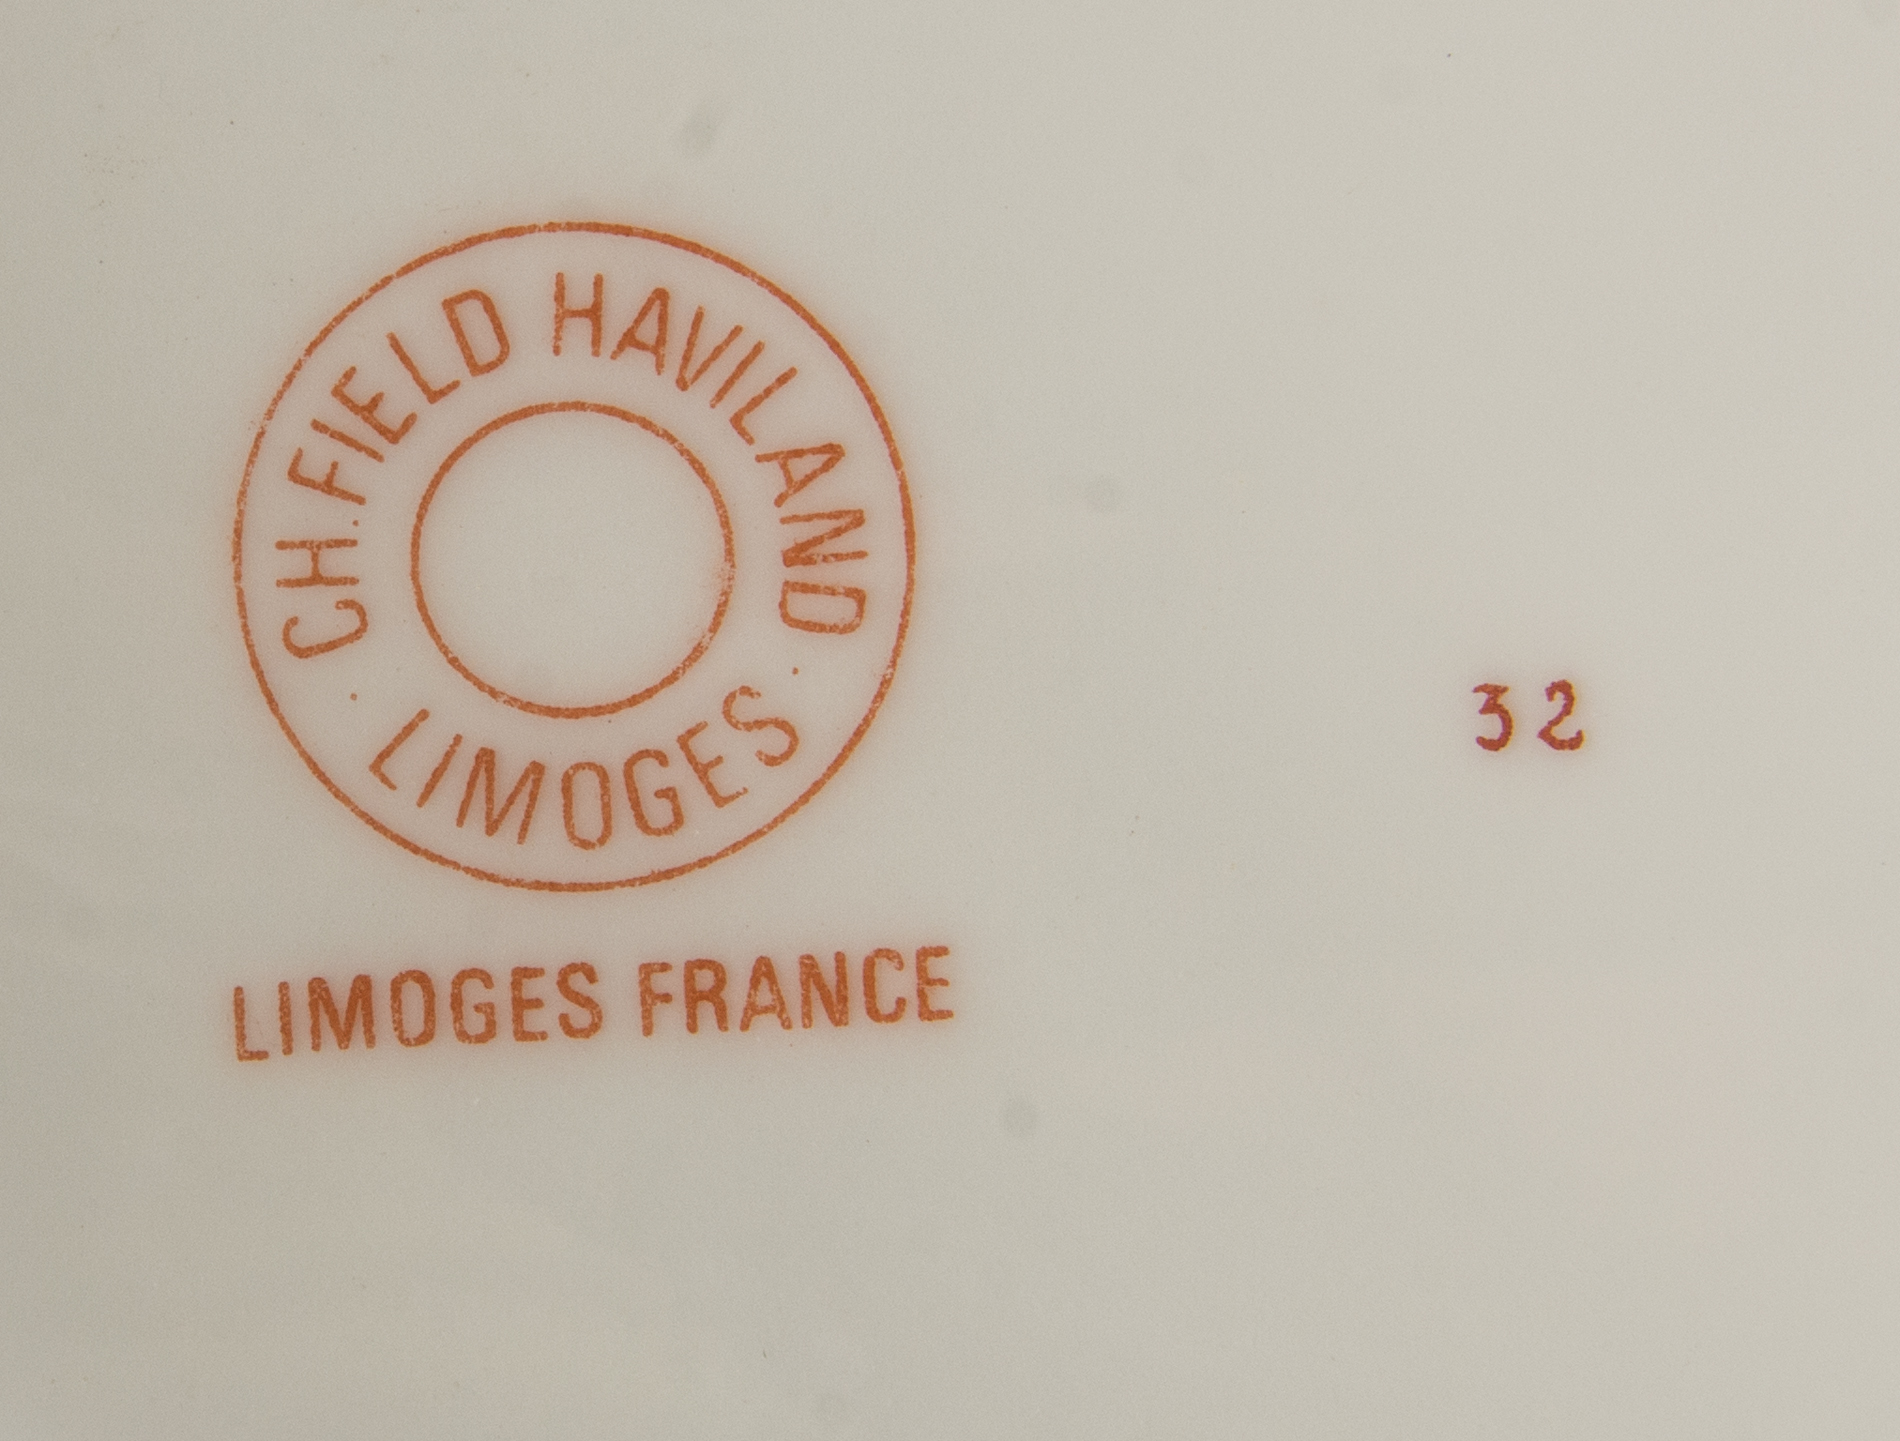 CH.FIELD HAVILAND
· LIMOGES ·
LIMOGES FRANCE
32